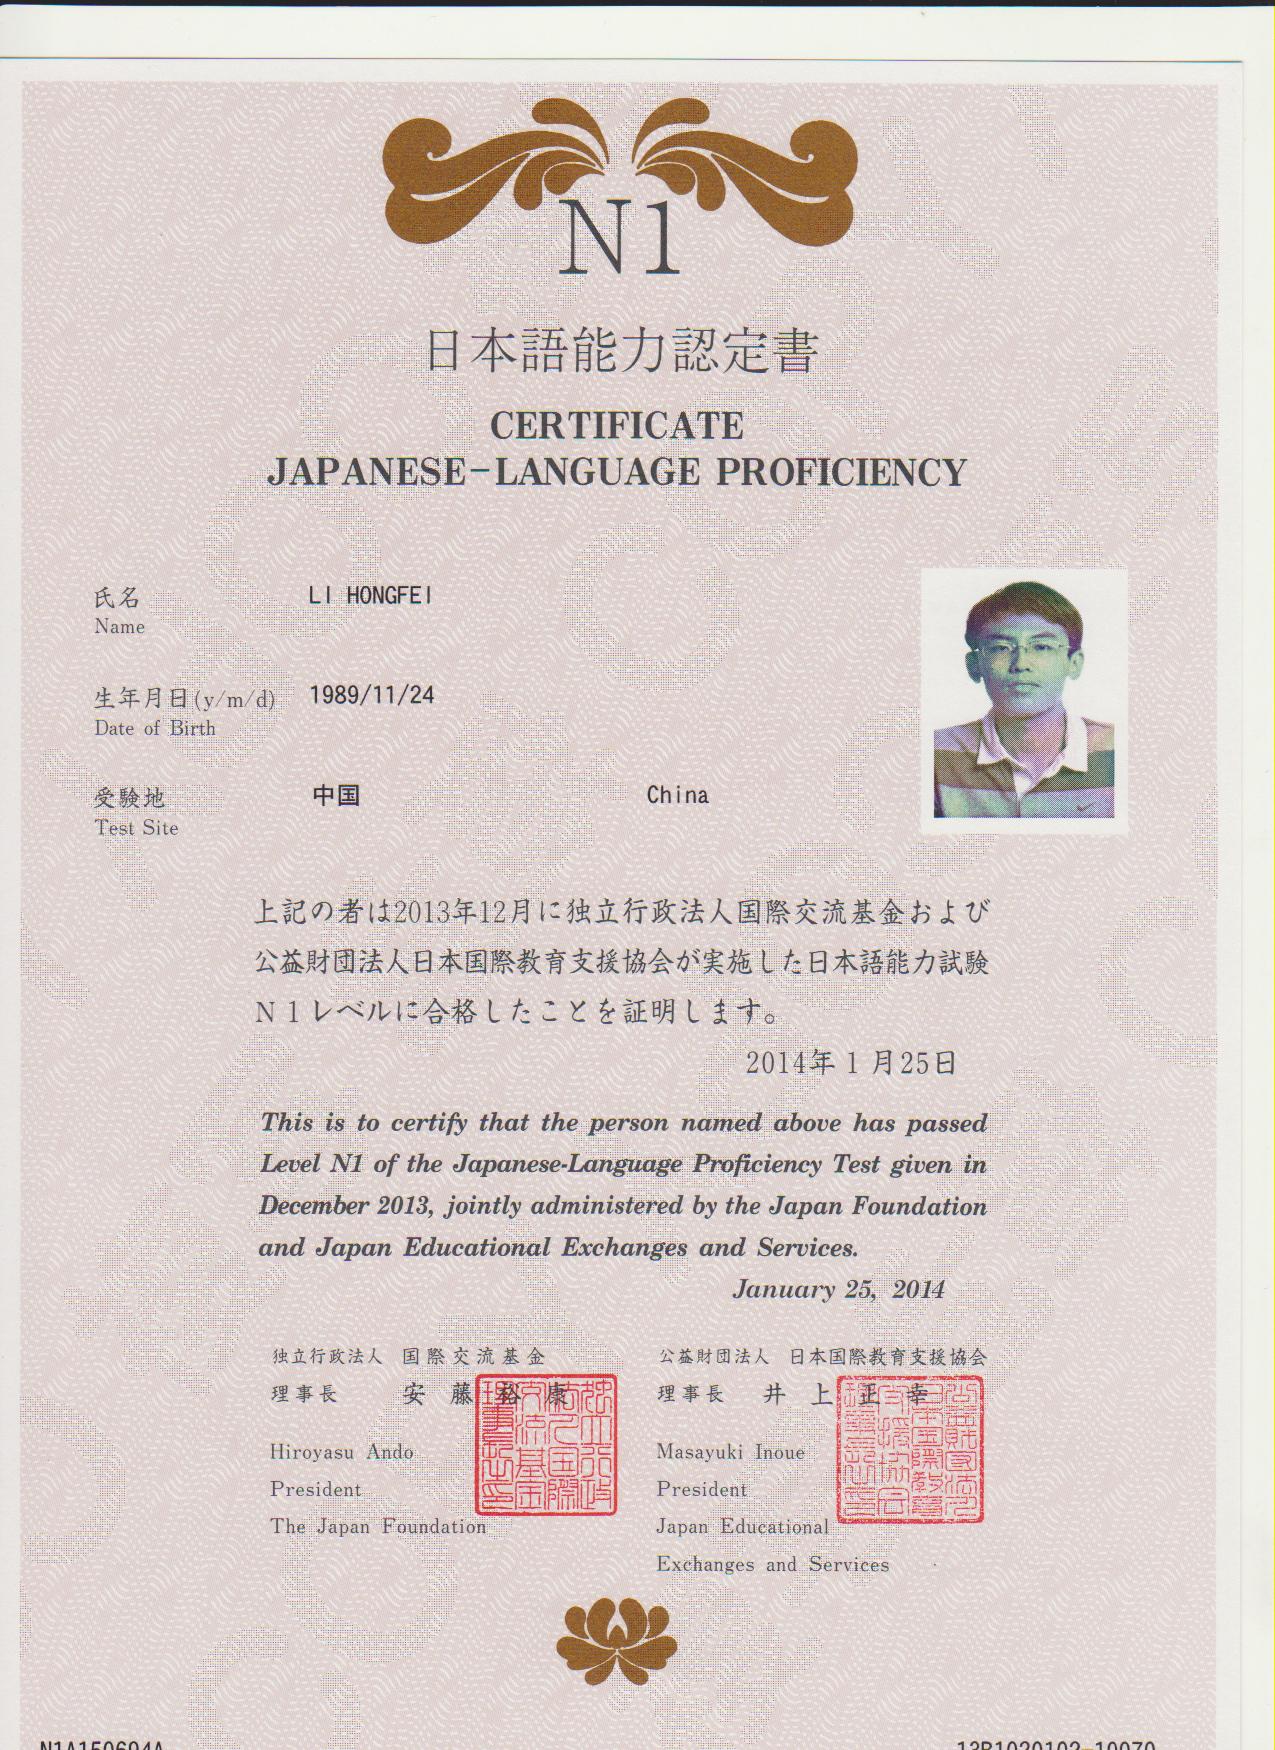 N1
日本語能力認定書
CERTIFICATE
JAPANESE-LANGUAGE PROFICIENCY
氏名 LI HONGFEI
Name
生年月日(y/m/d) 1989/11/24
Date of Birth
受験地 中国 China
Test Site
上記の者は2013年12月に独立行政法人国際交流基金および
公益財団法人日本国際教育支援協会が実施した日本語能力試験
N1レベルに合格したことを証明します。
2014年1月25日
This is to certify that the person named above has passed
Level N1 of the Japanese-Language Proficiency Test given in
December 2013, jointly administered by the Japan Foundation
and Japan Educational Exchanges and Services.
January 25, 2014
独立行政法人 国際交流基金
理事長 安藤裕康
Hiroyasu Ando
President
The Japan Foundation
公益財団法人 日本国際教育支援協会
理事長 井上正幸
Masayuki Inoue
President
Japan Educational
Exchanges and Services